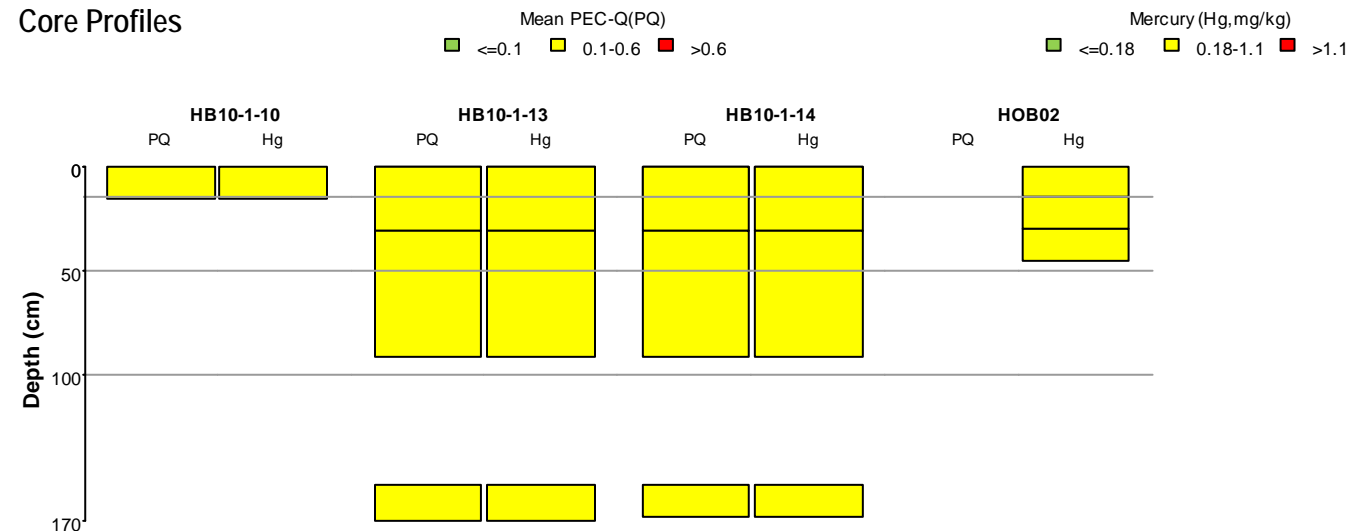 Core Profiles
Mean PEC-Q(PQ)
<=0.1 0.1-0.6 >0.6
Mercury (Hg,mg/kg)
<=0.18 0.18-1.1 >1.1
HB10-1-10 HB10-1-13 HB10-1-14 HOB02
PQ Hg PQ Hg PQ Hg PQ Hg
0
50
100
170
Depth (cm)